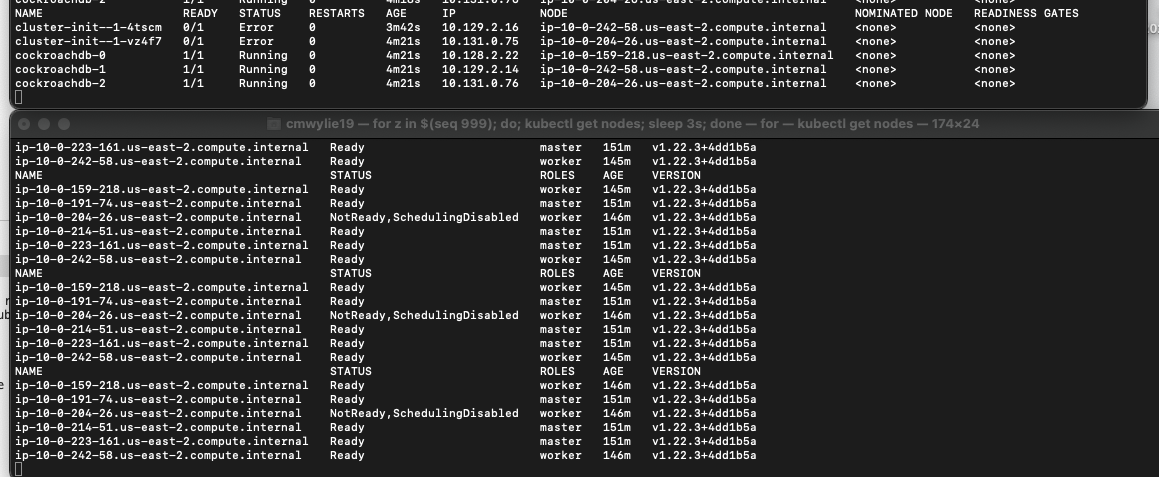 cockroachdb-2 1/1 Running 0 4m18s 10.131.0.76 ip-10-0-204-26.us-east-2.compute.internal <none> <none>
NAME READY STATUS RESTARTS AGE IP NODE NOMINATED NODE READINESS GATES
cluster-init--1-4tscm 0/1 Error 0 3m42s 10.129.2.16 ip-10-0-242-58.us-east-2.compute.internal <none> <none>
cluster-init--1-vz4f7 0/1 Error 0 4m21s 10.131.0.75 ip-10-0-204-26.us-east-2.compute.internal <none> <none>
cockroachdb-0 1/1 Running 0 4m21s 10.128.2.22 ip-10-0-159-218.us-east-2.compute.internal <none> <none>
cockroachdb-1 1/1 Running 0 4m21s 10.129.2.14 ip-10-0-242-58.us-east-2.compute.internal <none> <none>
cockroachdb-2 1/1 Running 0 4m21s 10.131.0.76 ip-10-0-204-26.us-east-2.compute.internal <none> <none>
cmwylie19 — for z in $(seq 999); do; kubectl get nodes; sleep 3s; done — for — kubectl get nodes — 174×24
ip-10-0-223-161.us-east-2.compute.internal Ready master 151m v1.22.3+4dd1b5a
ip-10-0-242-58.us-east-2.compute.internal Ready worker 145m v1.22.3+4dd1b5a
NAME STATUS ROLES AGE VERSION
ip-10-0-159-218.us-east-2.compute.internal Ready worker 145m v1.22.3+4dd1b5a
ip-10-0-191-74.us-east-2.compute.internal Ready master 151m v1.22.3+4dd1b5a
ip-10-0-204-26.us-east-2.compute.internal NotReady,SchedulingDisabled worker 146m v1.22.3+4dd1b5a
ip-10-0-214-51.us-east-2.compute.internal Ready master 151m v1.22.3+4dd1b5a
ip-10-0-223-161.us-east-2.compute.internal Ready master 151m v1.22.3+4dd1b5a
ip-10-0-242-58.us-east-2.compute.internal Ready worker 145m v1.22.3+4dd1b5a
NAME STATUS ROLES AGE VERSION
ip-10-0-159-218.us-east-2.compute.internal Ready worker 145m v1.22.3+4dd1b5a
ip-10-0-191-74.us-east-2.compute.internal Ready master 151m v1.22.3+4dd1b5a
ip-10-0-204-26.us-east-2.compute.internal NotReady,SchedulingDisabled worker 146m v1.22.3+4dd1b5a
ip-10-0-214-51.us-east-2.compute.internal Ready master 151m v1.22.3+4dd1b5a
ip-10-0-223-161.us-east-2.compute.internal Ready master 151m v1.22.3+4dd1b5a
ip-10-0-242-58.us-east-2.compute.internal Ready worker 145m v1.22.3+4dd1b5a
NAME STATUS ROLES AGE VERSION
ip-10-0-159-218.us-east-2.compute.internal Ready worker 146m v1.22.3+4dd1b5a
ip-10-0-191-74.us-east-2.compute.internal Ready master 151m v1.22.3+4dd1b5a
ip-10-0-204-26.us-east-2.compute.internal NotReady,SchedulingDisabled worker 146m v1.22.3+4dd1b5a
ip-10-0-214-51.us-east-2.compute.internal Ready master 151m v1.22.3+4dd1b5a
ip-10-0-223-161.us-east-2.compute.internal Ready master 151m v1.22.3+4dd1b5a
ip-10-0-242-58.us-east-2.compute.internal Ready worker 146m v1.22.3+4dd1b5a